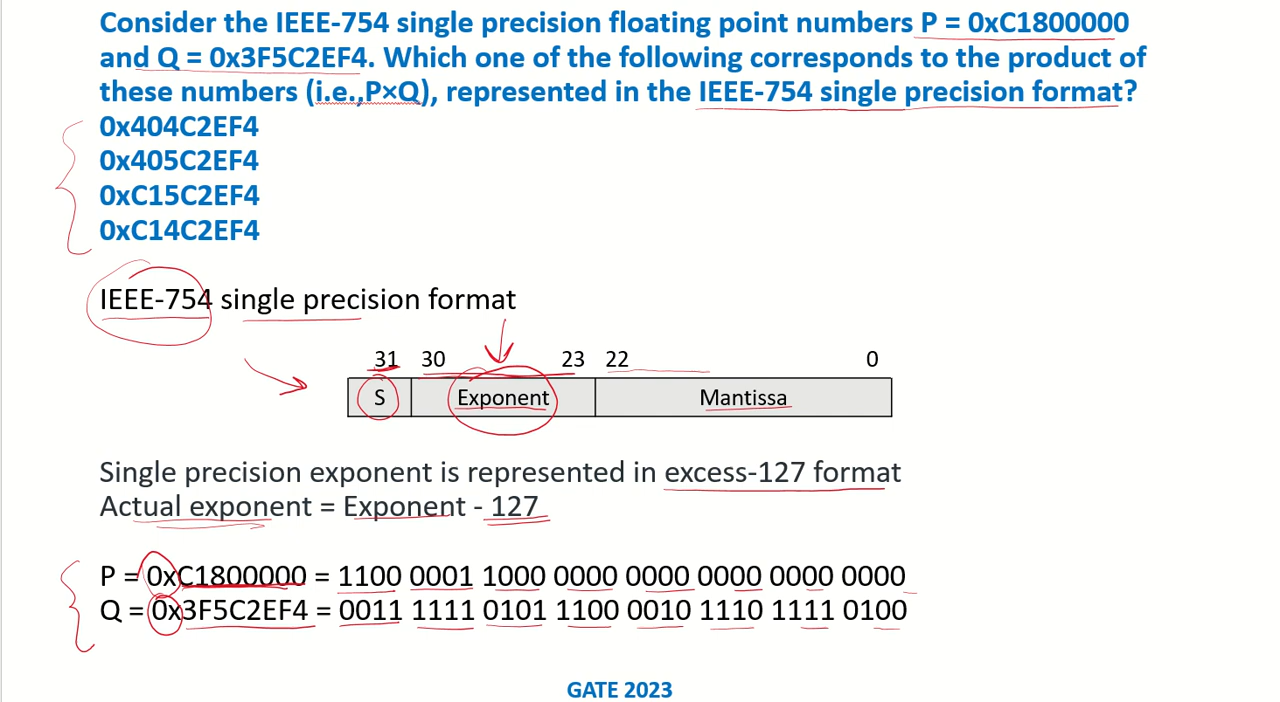 Consider the IEEE-754 single precision floating point numbers P = 0xC1800000
and Q = 0x3F5C2EF4. Which one of the following corresponds to the product of
these numbers (i.e.,P×Q), represented in the IEEE-754 single precision format?
0x404C2EF4
0x405C2EF4
0xC15C2EF4
0xC14C2EF4
IEEE-754 single precision format
31 30 23 22 0
S Exponent Mantissa
Single precision exponent is represented in excess-127 format
Actual exponent = Exponent - 127
P = 0xC1800000 = 1100 0001 1000 0000 0000 0000 0000 0000
Q = 0x3F5C2EF4 = 0011 1111 0101 1100 0010 1110 1111 0100
GATE 2023